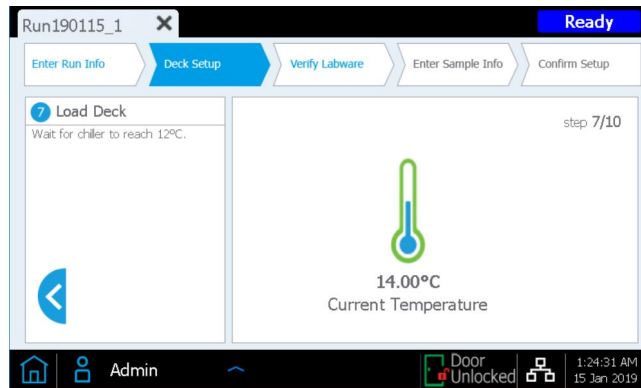 Run190115_1
Ready
Enter Run Info
Deck Setup
Verify Labware
Enter Sample Info
Confirm Setup
7 Load Deck
Wait for chiller to reach 12ºC.
step 7/10
14.00°C
Current Temperature
Admin
Door
Unlocked
1:24:31 AM
15 Jan 2019